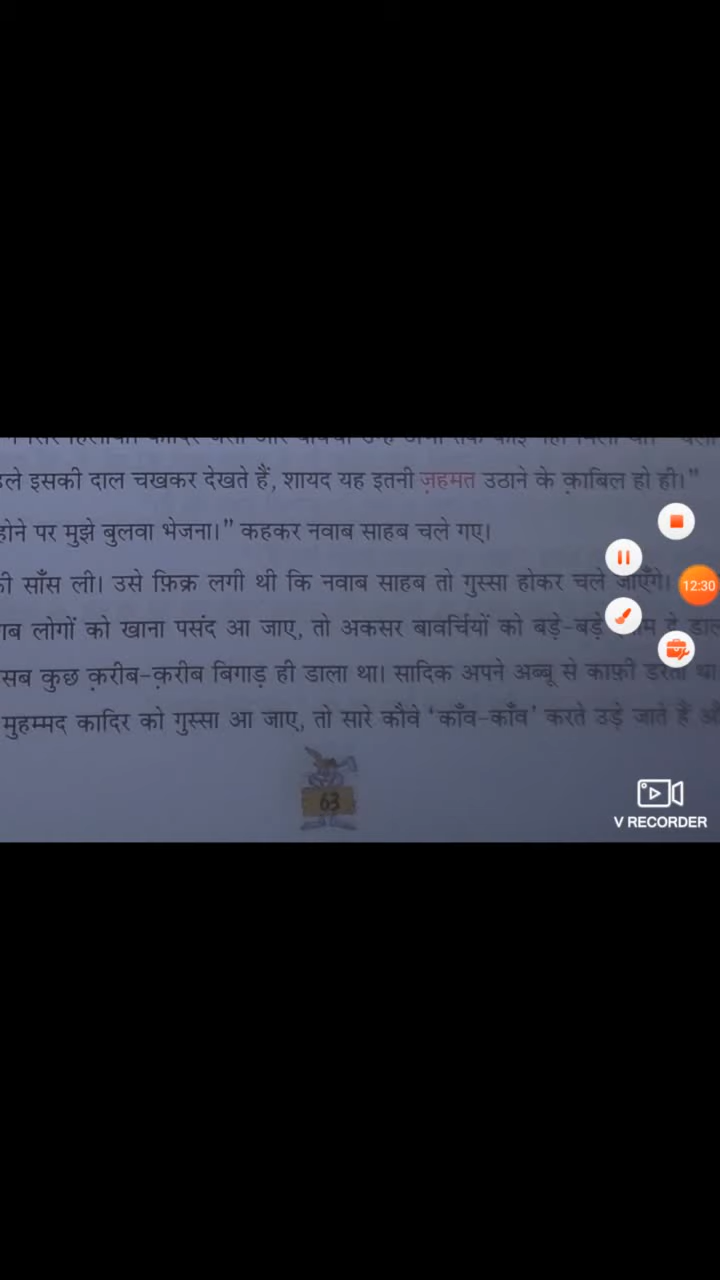 इसकी दाल चखकर देखते हैं, शायद यह इतनी ज़हमत उठाने के क़ाबिल हो ही।"
होने पर मुझे बुलवा भेजना।" कहकर नवाब साहब चले गए।
साँस ली। उसे फ़िक्र लगी थी कि नवाब साहब तो गुस्सा होकर चले जाएँगे।
लोगों को खाना पसंद आ जाए, तो अकसर बावर्चियों को बड़े-बड़े
सब कुछ क़रीब-क़रीब बिगाड़ ही डाला था। सादिक अपने अब्बू से काफ़ी डरता था
मुहम्मद कादिर को गुस्सा आ जाए, तो सारे कौवे ‘काँव-काँव’ करते उड़े जाते हैं
63
12:30
V RECORDER